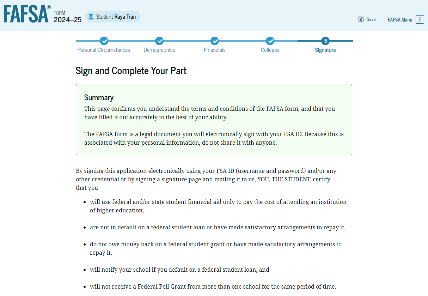 FAFSA®
FORM
2024–25
Student Raya Tran
Save
FAFSA Menu
Personal Circumstances
Demographics
Financials
Colleges
5
Signature
Sign and Complete Your Part
Summary
This page confirms you understand the terms and conditions of the FAFSA form, and that you
have filled it out accurately to the best of your ability.
The FAFSA form is a legal document you will electronically sign with your FSA ID. Because this is
associated with your personal information, do not share it with anyone.
By signing this application electronically using your FSA ID (username and password) and/or any
other credential or by signing a signature page and mailing it to us, YOU, THE STUDENT, certify
that you
• will use federal and/or state student financial aid only to pay the cost of attending an institution
of higher education,
• are not in default on a federal student loan or have made satisfactory arrangements to repay it,
• do not owe money back on a federal student grant or have made satisfactory arrangements to
repay it,
• will notify your school if you default on a federal student loan, and
• will not receive a Federal Pell Grant from more than one school for the same period of time.